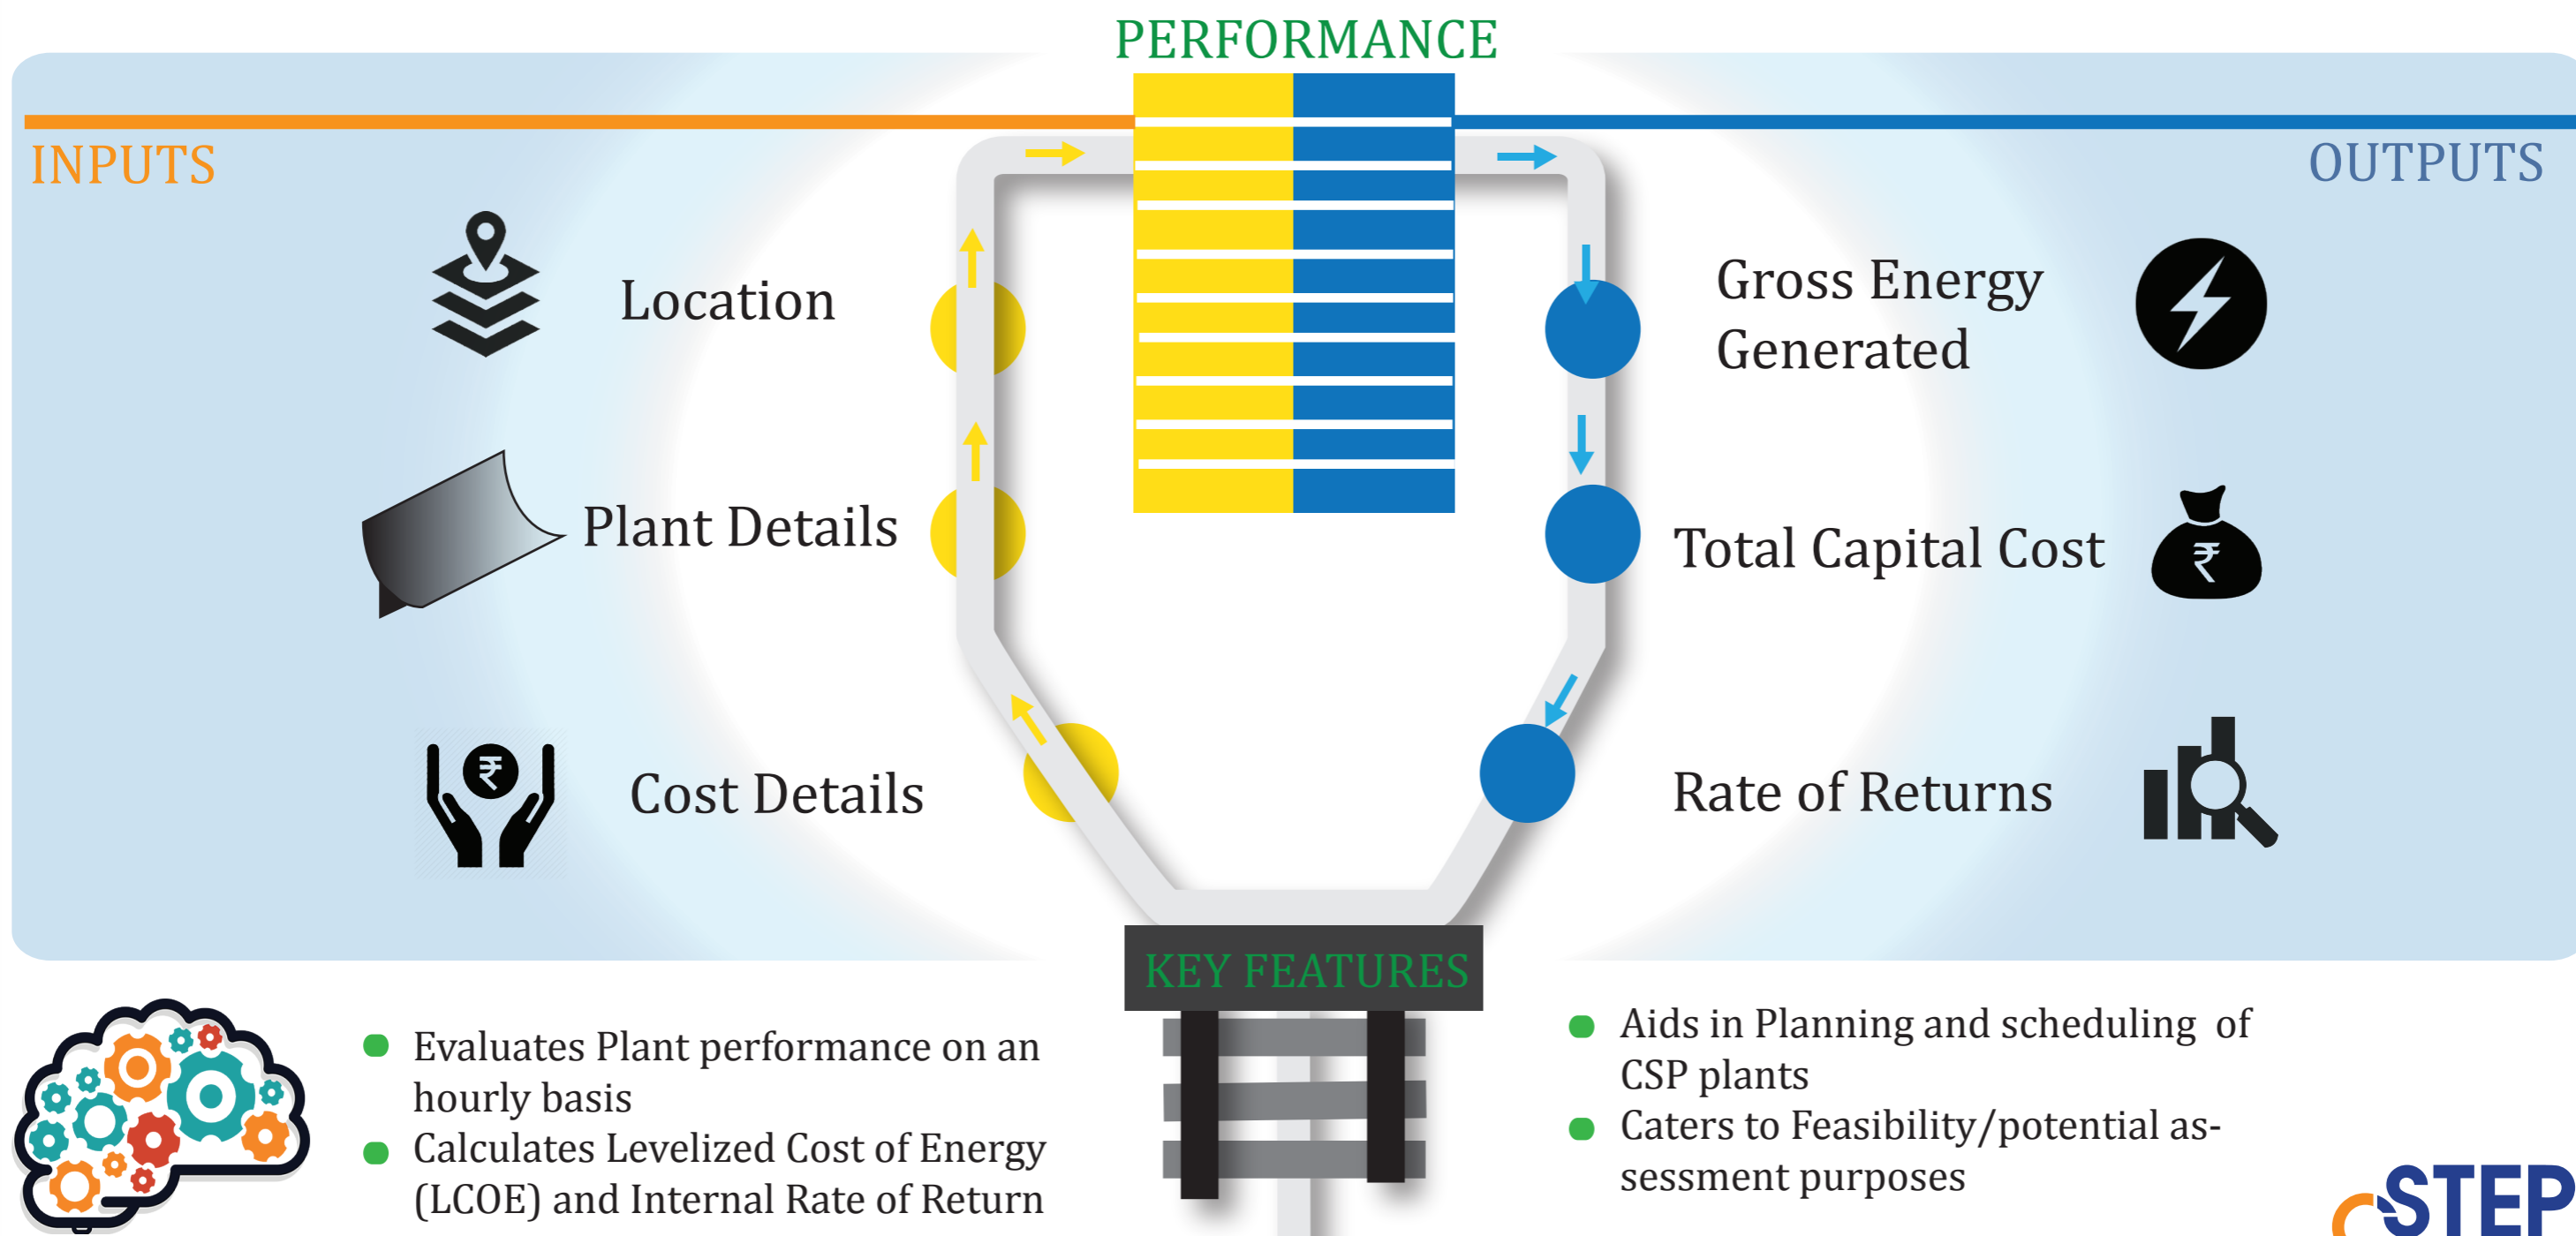 PERFORMANCE
INPUTS
OUTPUTS
Location
Plant Details
Cost Details
Gross Energy
Generated
Total Capital Cost
₹
Rate of Returns
₹
KEY FEATURES
Evaluates Plant performance on an
hourly basis
Calculates Levelized Cost of Energy
(LCOE) and Internal Rate of Return
Aids in Planning and scheduling of
CSP plants
Caters to Feasibility/potential as-
sessment purposes
STEP